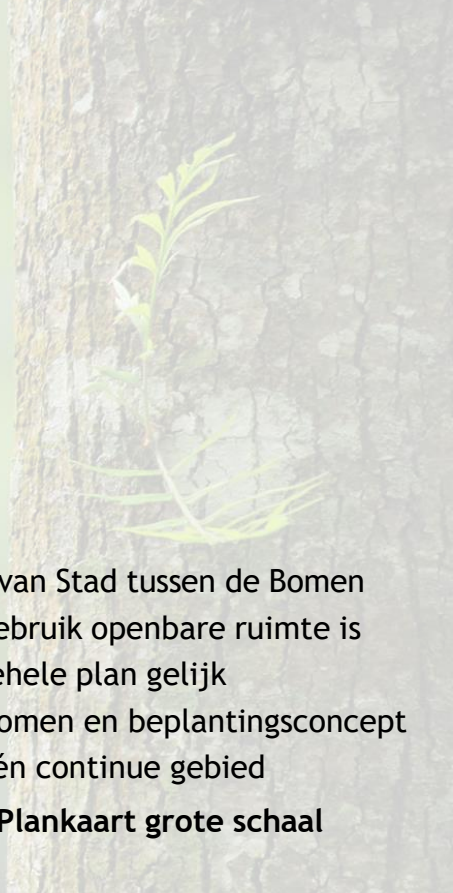 van Stad tussen de Bomen
ebruik openbare ruimte is
ehele plan gelijk
omen en beplantingsconcept
én continue gebied
Plankaart grote schaal